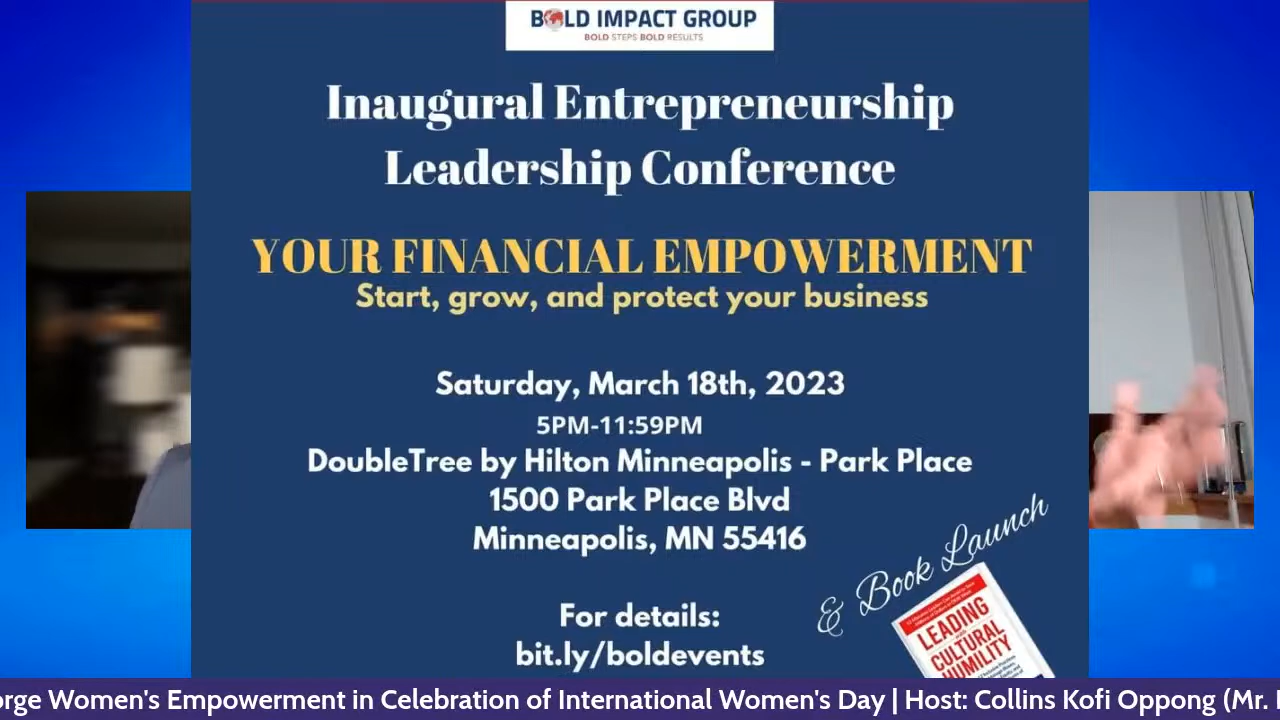 BOLD IMPACT GROUP
BOLD STEPS BOLD RESULTS
Inaugural Entrepreneurship
Leadership Conference
YOUR FINANCIAL EMPOWERMENT
Start, grow, and protect your business
Saturday, March 18th, 2023
5PM-11:59PM
DoubleTree by Hilton Minneapolis - Park Place
1500 Park Place Blvd
Minneapolis, MN 55416
& Book Launch
LEADING
CULTURAL
HUMILITY
For details:
bit.ly/boldevents
orge Women's Empowerment in Celebration of International Women's Day | Host: Collins Kofi Oppong (Mr.